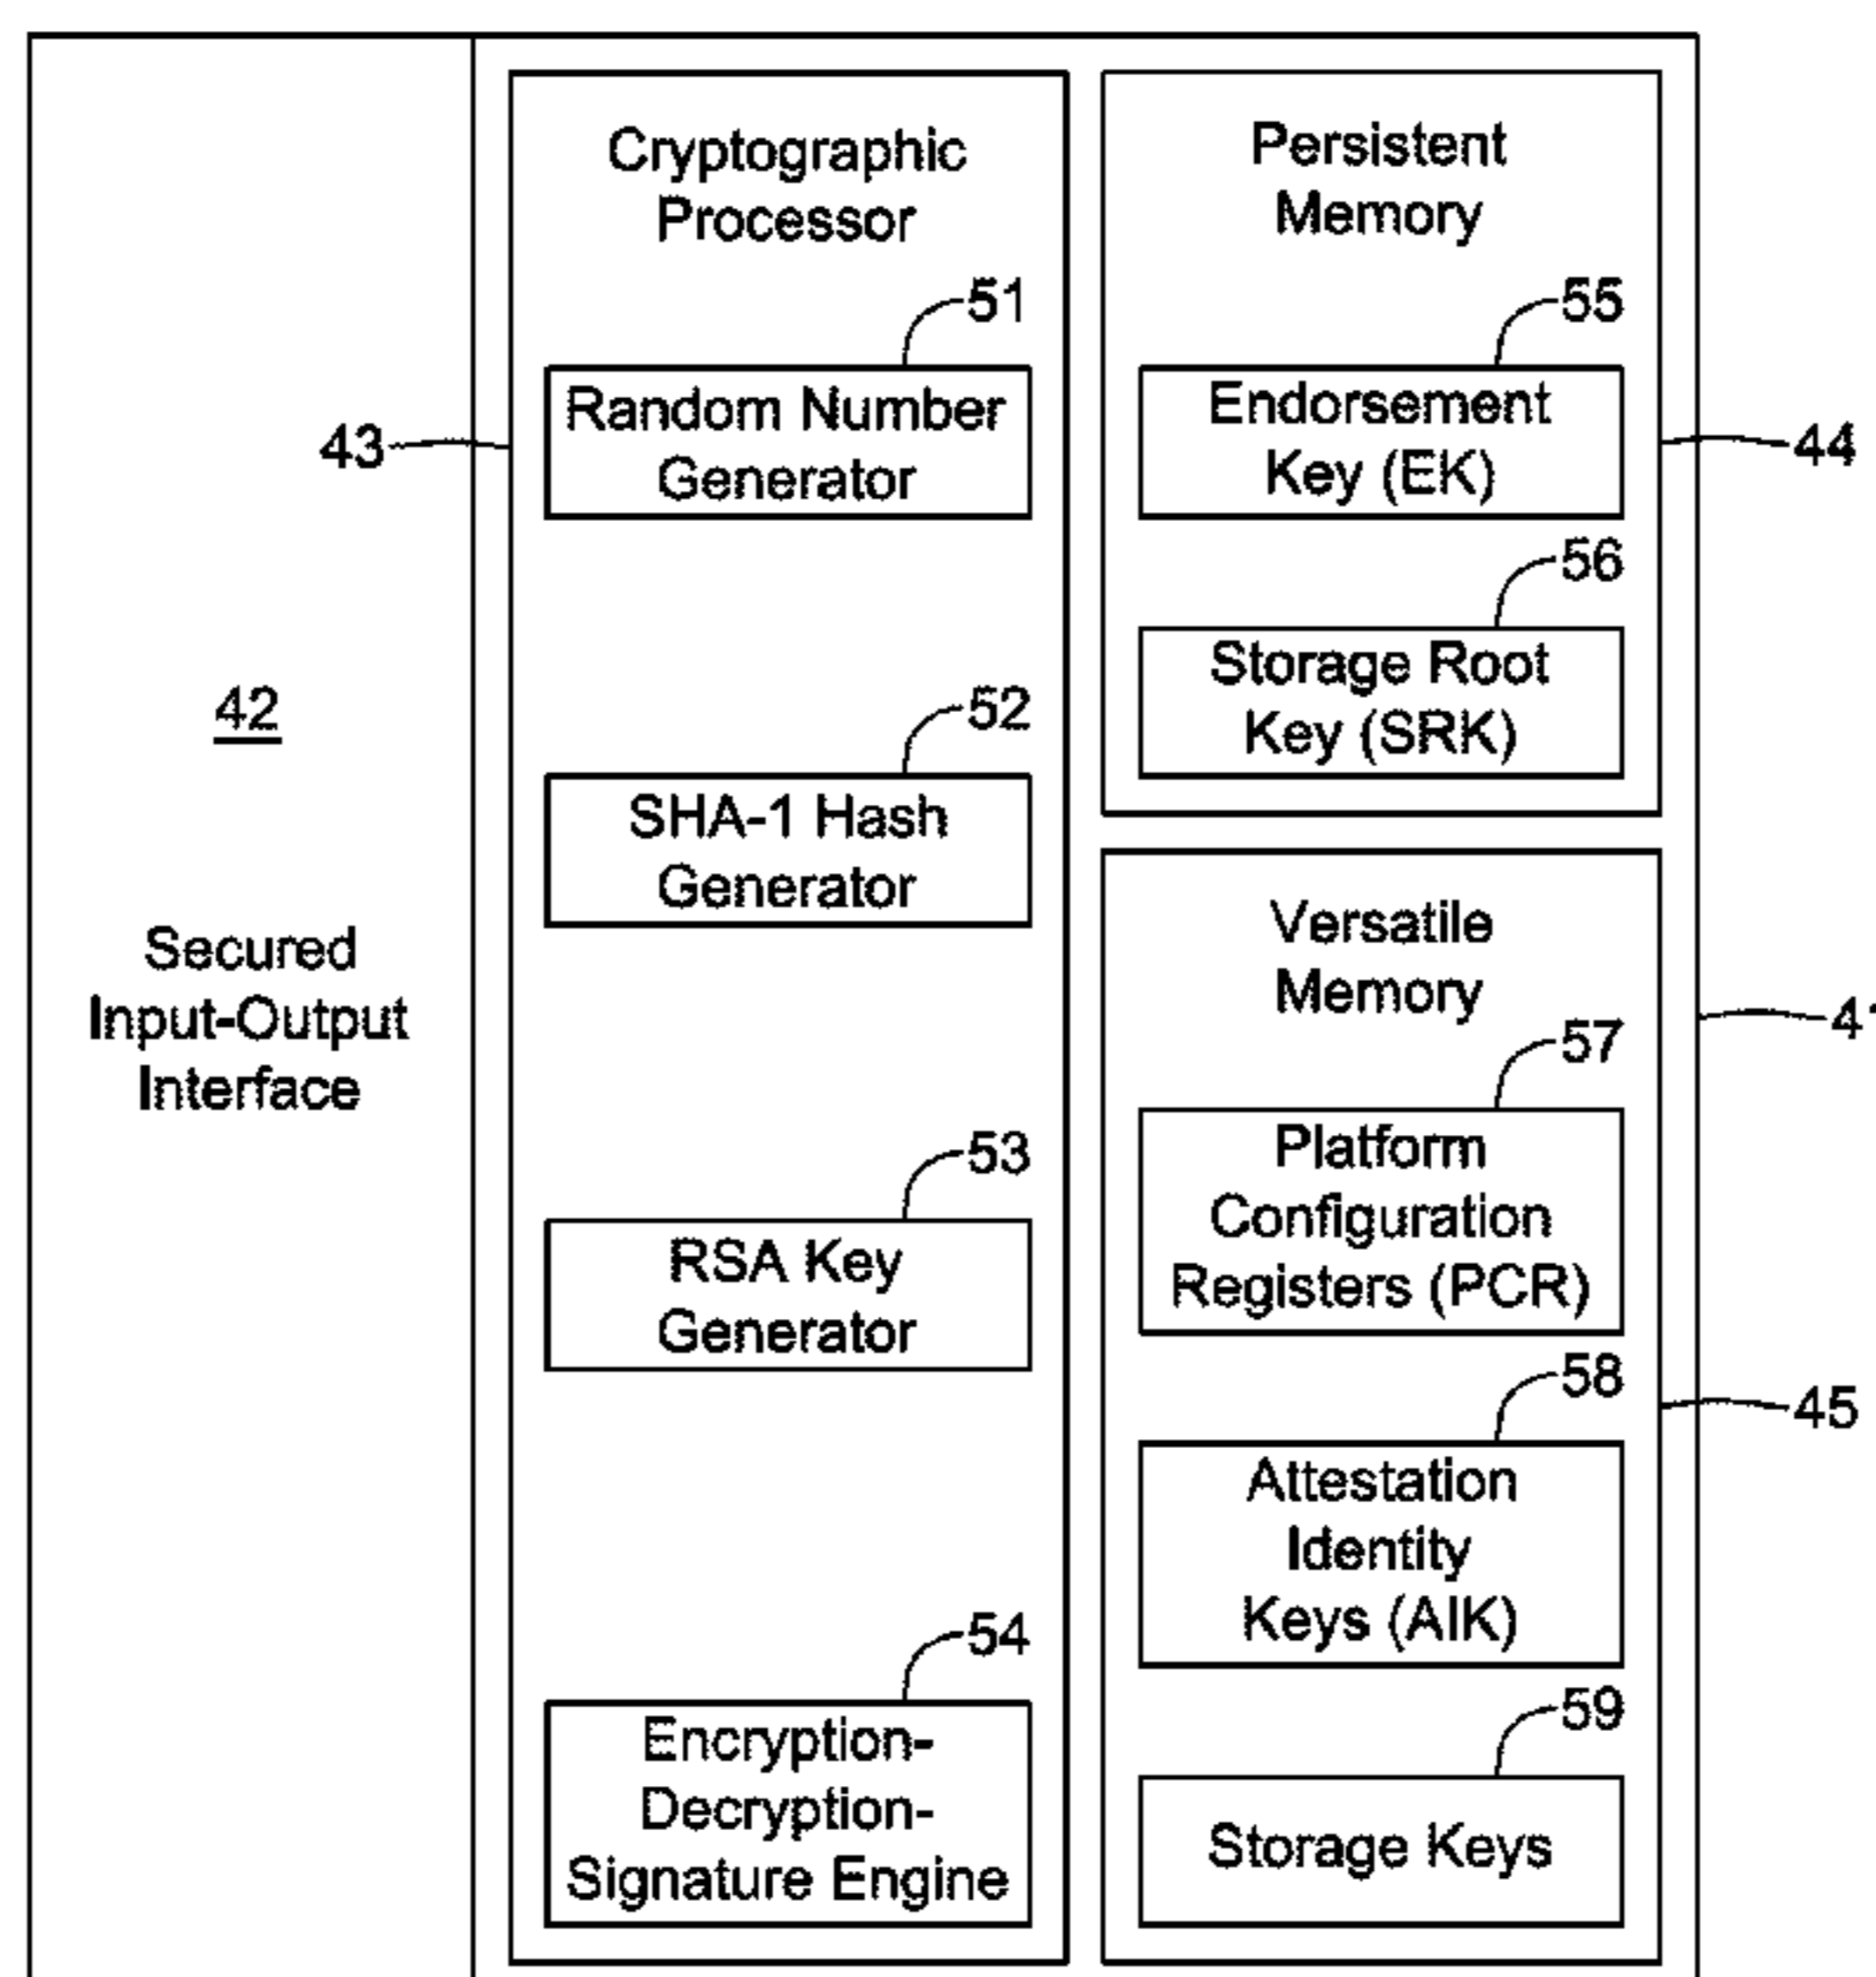 42
Secured
Input-Output
Interface
43
Cryptographic
Processor
51
Random Number
Generator
52
SHA-1 Hash
Generator
53
RSA Key
Generator
54
Encryption-
Decryption-
Signature Engine
Persistent
Memory
55
Endorsement
Key (EK)
44
56
Storage Root
Key (SRK)
Versatile
Memory
41
57
Platform
Configuration
Registers (PCR)
58
45
Attestation
Identity
Keys (AIK)
59
Storage Keys